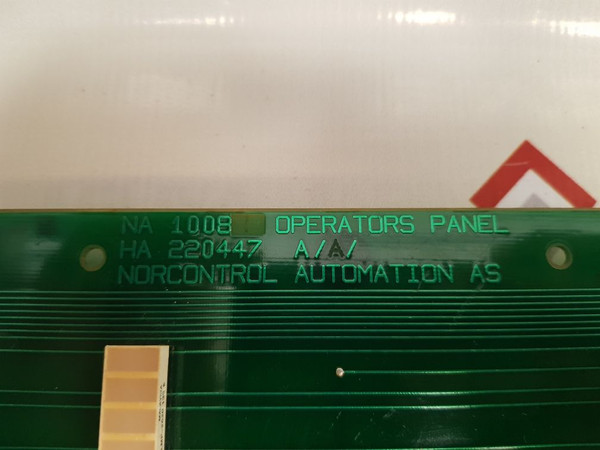 NA 1008 OPERATORS PANEL
HA 220447 A/A/
NORCONTROL AUTOMATION AS